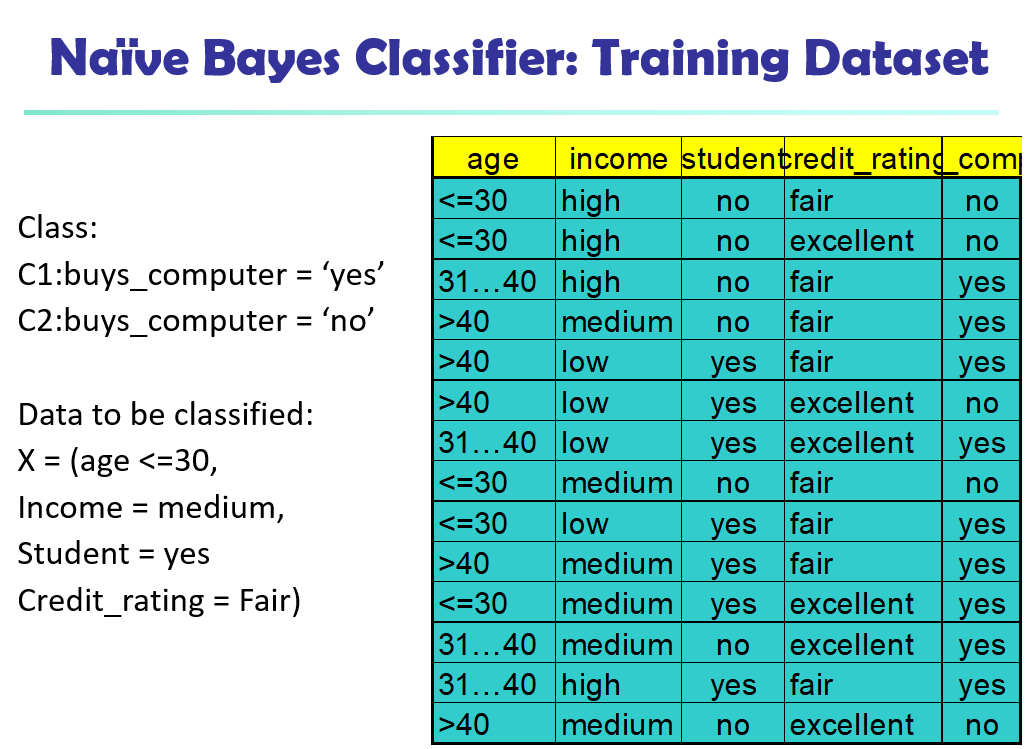 Naïve Bayes Classifier: Training Dataset
Class:
C1:buys_computer = ‘yes’
C2:buys_computer = ‘no’
Data to be classified:
X = (age <=30,
Income = medium,
Student = yes
Credit_rating = Fair)
age income student credit_rating _com
<=30 high no fair no
<=30 high no excellent no
31…40 high no fair yes
>40 medium no fair yes
>40 low yes fair yes
>40 low yes excellent no
31…40 low yes excellent yes
<=30 medium no fair no
<=30 low yes fair yes
>40 medium yes fair yes
<=30 medium yes excellent yes
31…40 medium no excellent yes
31…40 high yes fair yes
>40 medium no excellent no